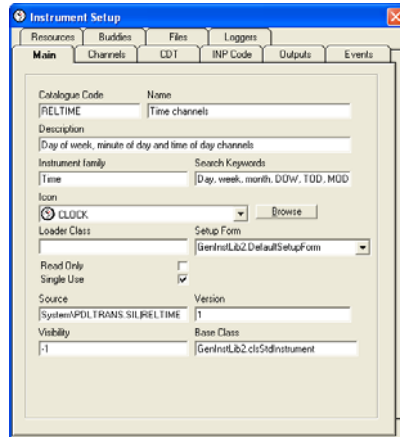 Instrument Setup
Resources Buddies Files Loggers
Main Channels CDT INP Code Outputs Events
Catalogue Code Name
RELTIME Time channels
Description
Day of week, minute of day and time of day channels
Instrument family Search Keywords
Time Day, week, month, DOW, TOD, MOD
Icon
CLOCK Browse
Loader Class Setup Form
GenInstLib2.DefaultSetupForm
Read Only
Single Use
Source Version
System\PDLTRANS.SIL|RELTIME 1
Visibility Base Class
-1 GenInstLib2.clsStdInstrument